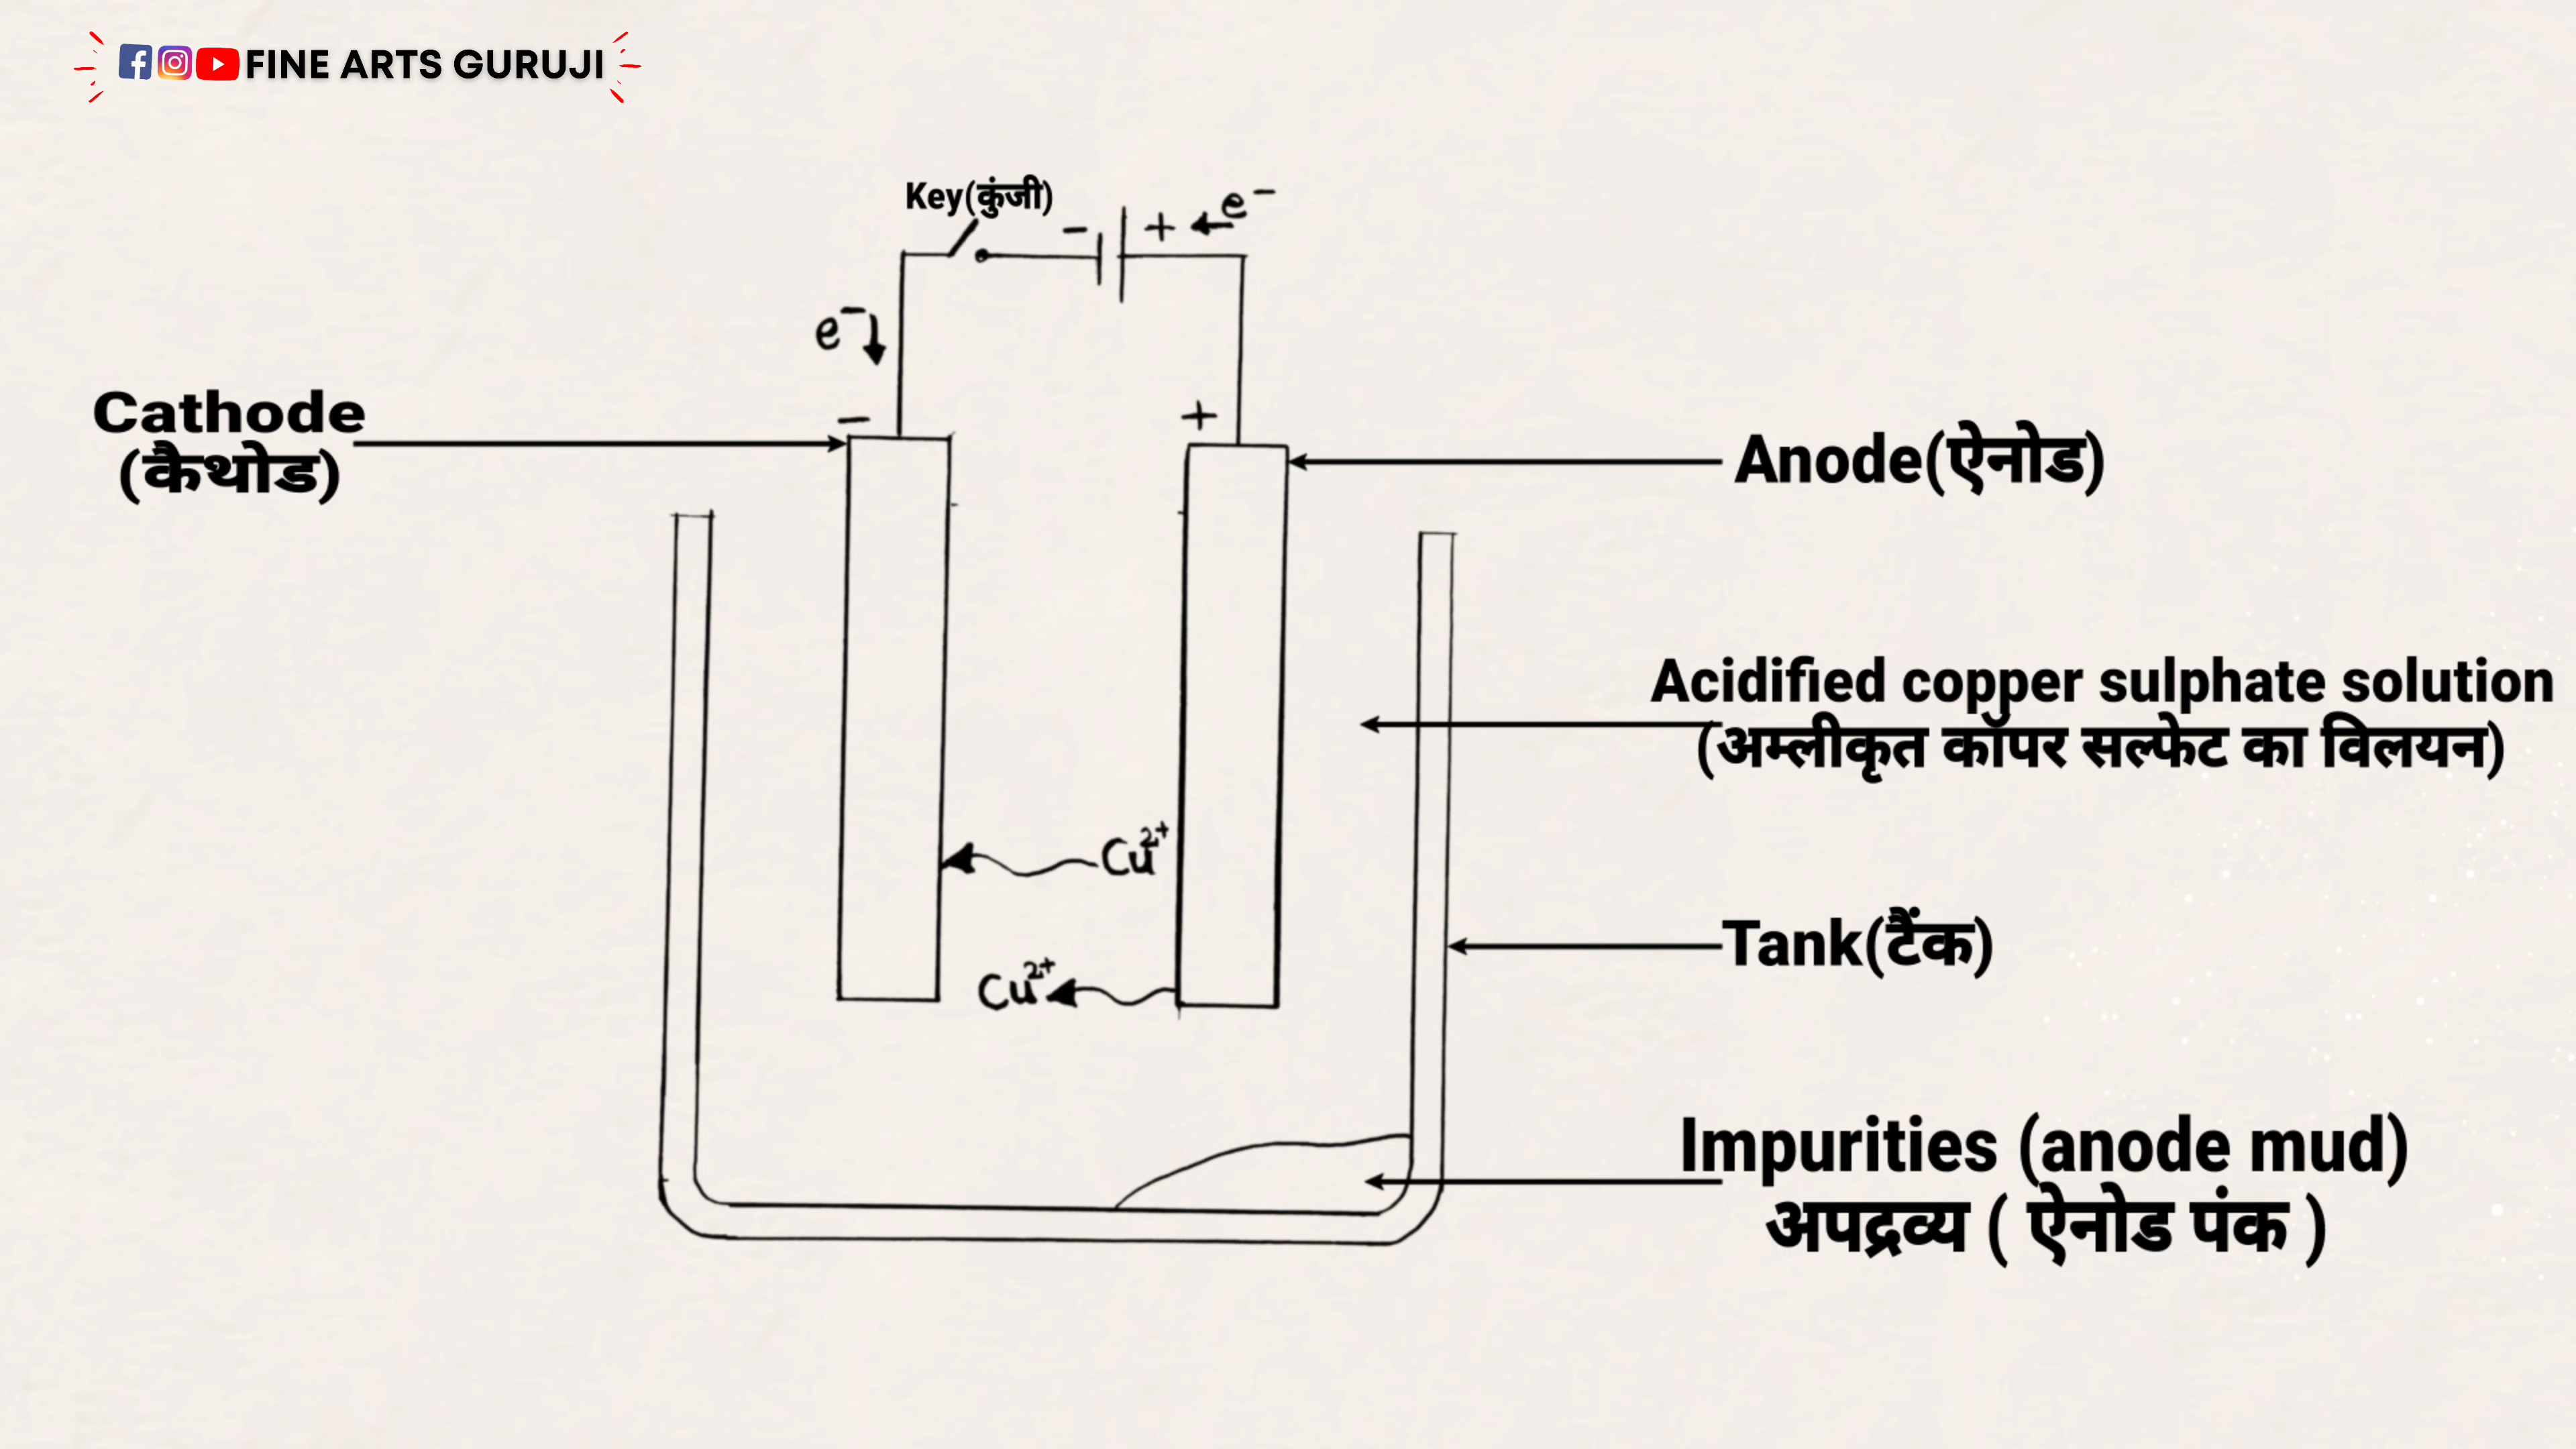 FINE ARTS GURUJI
Key(कुंजी)
- + e⁻
e⁻
- +
Cathode
(कैथोड)
Anode(ऐनोड)
Acidified copper sulphate solution
(अम्लीकृत कॉपर सल्फेट का विलयन)
Cu²⁺
Tank(टैंक)
Cu²⁺
Impurities (anode mud)
अपद्रव्य ( ऐनोड पंक )